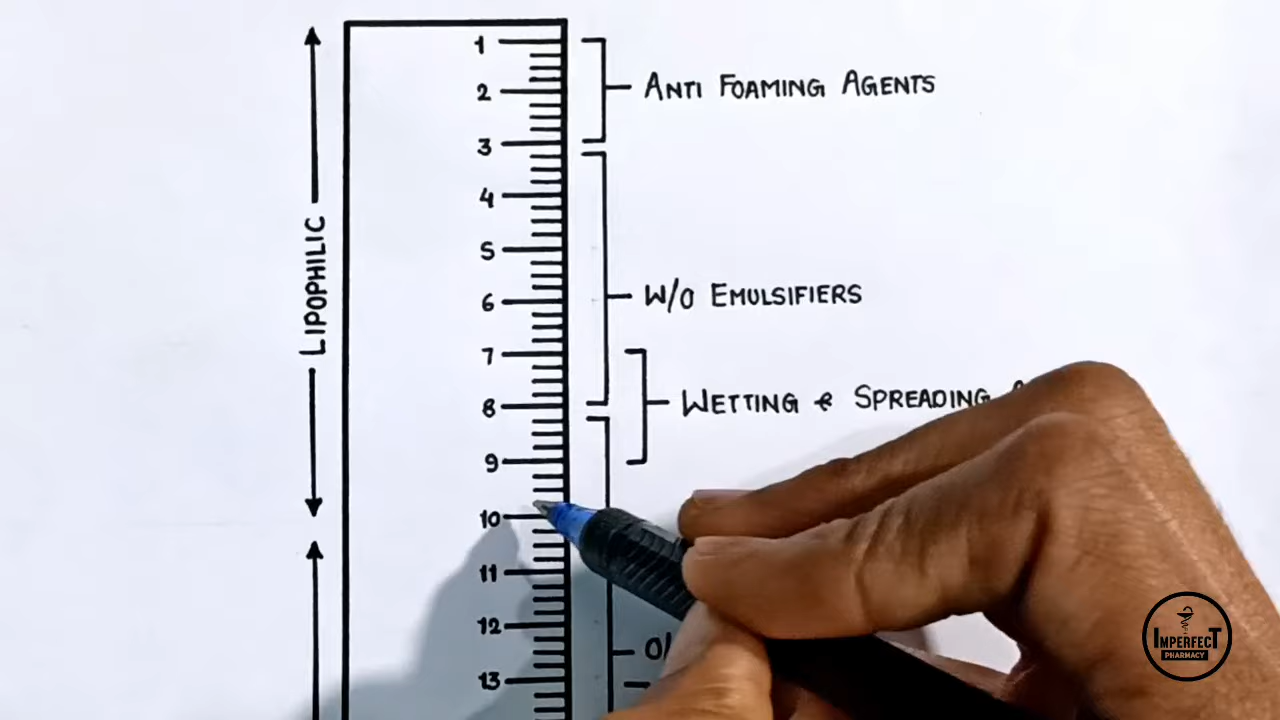 1
ANTI FOAMING AGENTS
2
3
4
5
LIPOPHILIC
6
W/O EMULSIFIERS
7
8
WETTING & SPREADING
9
10
11
12
13
IMPERFECT
PHARMACY